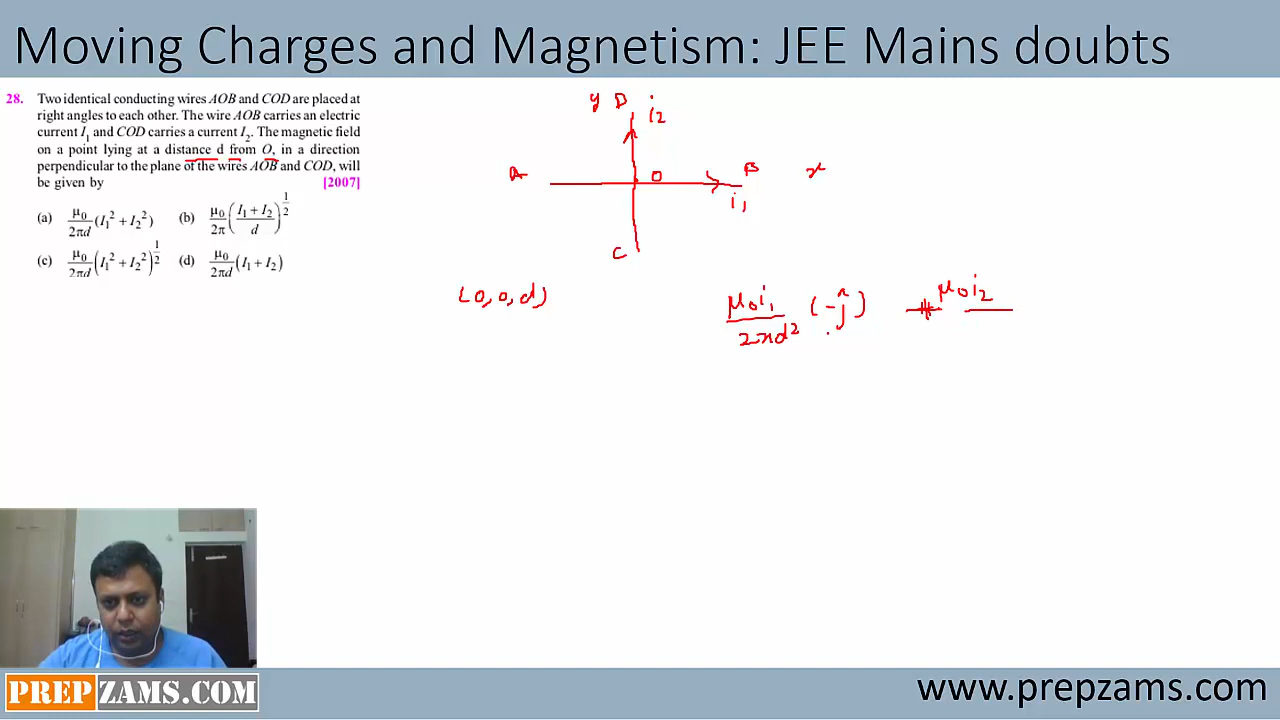 Moving Charges and Magnetism: JEE Mains doubts
28. Two identical conducting wires AOB and COD are placed at
right angles to each other. The wire AOB carries an electric
current I₁ and COD carries a current I₂. The magnetic field
on a point lying at a distance d from O, in a direction
perpendicular to the plane of the wires AOB and COD, will
be given by [2007]
(a) μ₀/2πd (I₁² + I₂²) (b) μ₀/2π ((I₁ + I₂)/d)^1/2
(c) μ₀/2πd (I₁² + I₂²)^1/2 (d) μ₀/2πd (I₁ + I₂)
y D i₂
A O B x
i₁
C
(0, 0, d)
μ₀i₁/2πd² (-ĵ) μ₀i₂
PREPZAMS.COM
www.prepzams.com